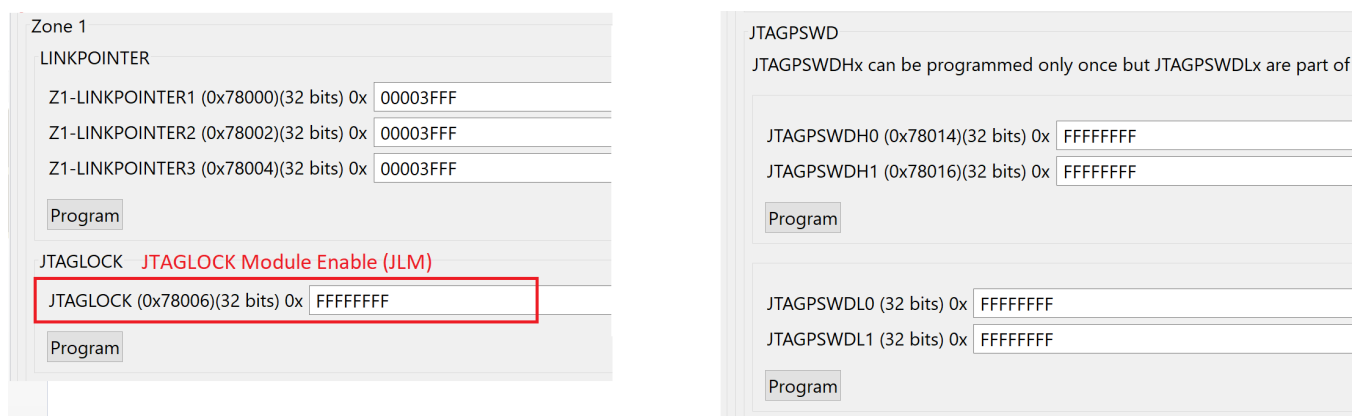 Zone 1
LINKPOINTER
Z1-LINKPOINTER1 (0x78000)(32 bits) 0x 00003FFF
Z1-LINKPOINTER2 (0x78002)(32 bits) 0x 00003FFF
Z1-LINKPOINTER3 (0x78004)(32 bits) 0x 00003FFF
Program
JTAGLOCK JTAGLOCK Module Enable (JLM)
JTAGLOCK (0x78006)(32 bits) 0x FFFFFFFF
Program
JTAGPSWD
JTAGPSWDHx can be programmed only once but JTAGPSWDLx are part of
JTAGPSWDH0 (0x78014)(32 bits) 0x FFFFFFFF
JTAGPSWDH1 (0x78016)(32 bits) 0x FFFFFFFF
Program
JTAGPSWDL0 (32 bits) 0x FFFFFFFF
JTAGPSWDL1 (32 bits) 0x FFFFFFFF
Program